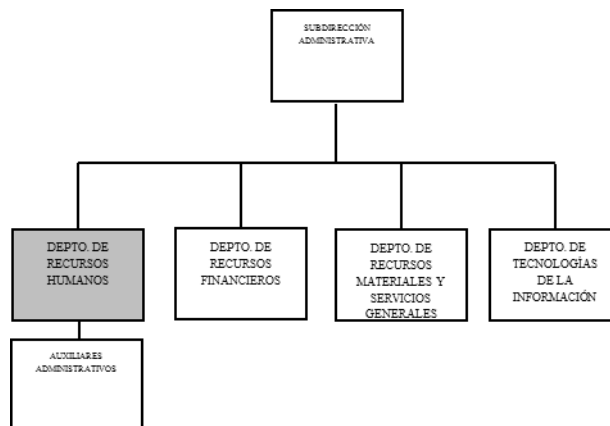 SUBDIRECCIÓN
ADMINISTRATIVA
DEPTO. DE
RECURSOS
HUMANOS
DEPTO. DE
RECURSOS
FINANCIEROS
DEPTO. DE
RECURSOS
MATERIALES Y
SERVICIOS
GENERALES
DEPTO. DE
TECNOLOGÍAS
DE LA
INFORMACIÓN
AUXILIARES
ADMINISTRATIVOS